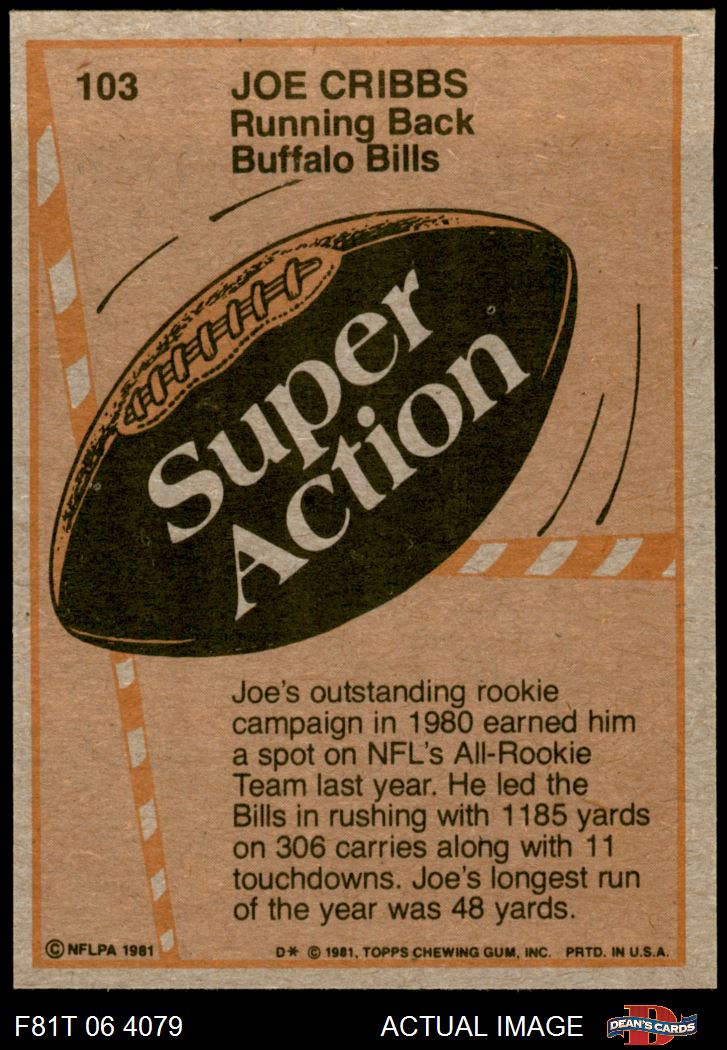 103
JOE CRIBBS
Running Back
Buffalo Bills
Super
Action
Joe's outstanding rookie
campaign in 1980 earned him
a spot on NFL's All-Rookie
Team last year. He led the
Bills in rushing with 1185 yards
on 306 carries along with 11
touchdowns. Joe's longest run
of the year was 48 yards.
© NFLPA 1981
D* © 1981, TOPPS CHEWING GUM, INC. PRTD. IN U.S.A.
F81T 06 4079
ACTUAL IMAGE
D
DEAN'S CARDS